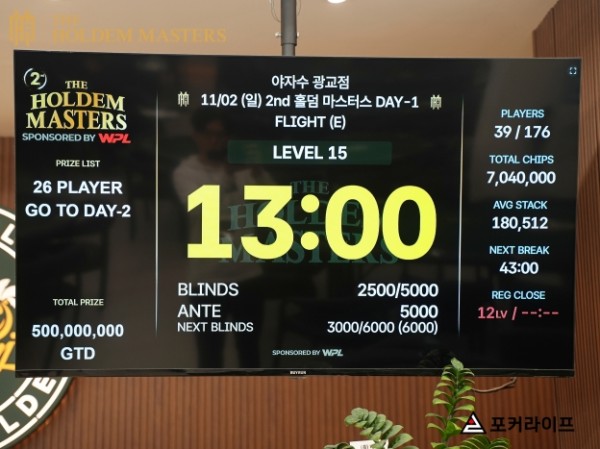 THE
HOLDEM MASTERS
야자수 광교점
11/02 (일) 2nd 홀덤 마스터스 DAY-1
FLIGHT (E)
LEVEL 15
THE
HOLDEM
MASTERS
13:00
BLINDS 2500/5000
ANTE 5000
NEXT BLINDS 3000/6000 (6000)
SPONSORED BY WPL
2nd
THE
HOLDEM
MASTERS
SPONSORED BY WPL
PRIZE LIST
26 PLAYER
GO TO DAY-2
TOTAL PRIZE
500,000,000
GTD
PLAYERS
39 / 176
TOTAL CHIPS
7,040,000
AVG STACK
180,512
NEXT BREAK
43:00
REG CLOSE
12LV / --:--
포커라이프